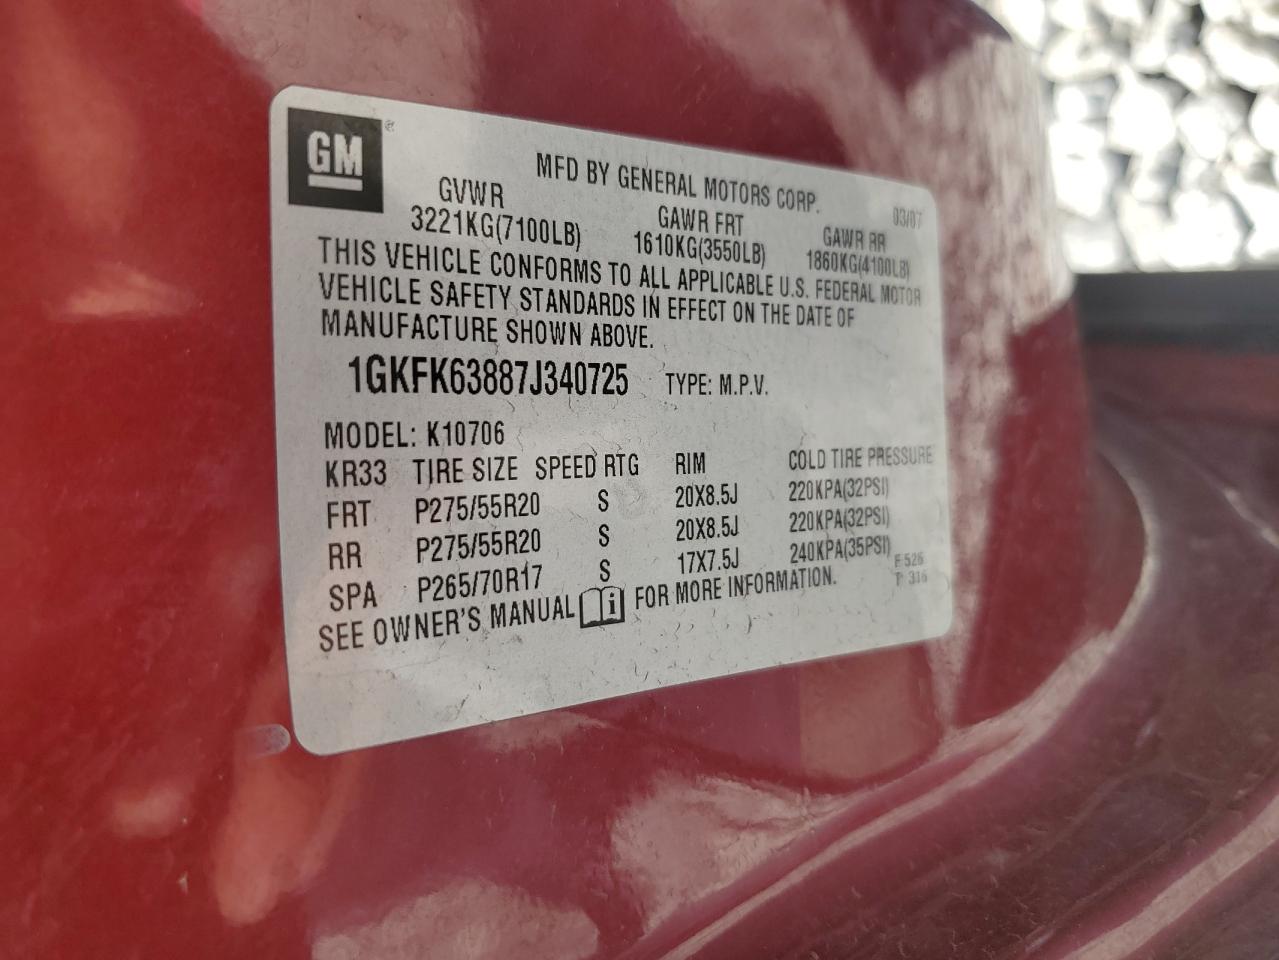 GM ®
MFD BY GENERAL MOTORS CORP. 03/07
GVWR GAWR FRT GAWR RR
3221KG(7100LB) 1610KG(3550LB) 1860KG(4100LB)
THIS VEHICLE CONFORMS TO ALL APPLICABLE U.S. FEDERAL MOTOR
VEHICLE SAFETY STANDARDS IN EFFECT ON THE DATE OF
MANUFACTURE SHOWN ABOVE.
1GKFK63887J340725 TYPE: M.P.V.
MODEL: K10706
KR33 TIRE SIZE SPEED RTG RIM COLD TIRE PRESSURE
FRT P275/55R20 S 20X8.5J 220KPA(32PSI)
RR P275/55R20 S 20X8.5J 220KPA(32PSI)
SPA P265/70R17 S 17X7.5J 240KPA(35PSI)
SEE OWNER'S MANUAL i FOR MORE INFORMATION.
F 526
T 316